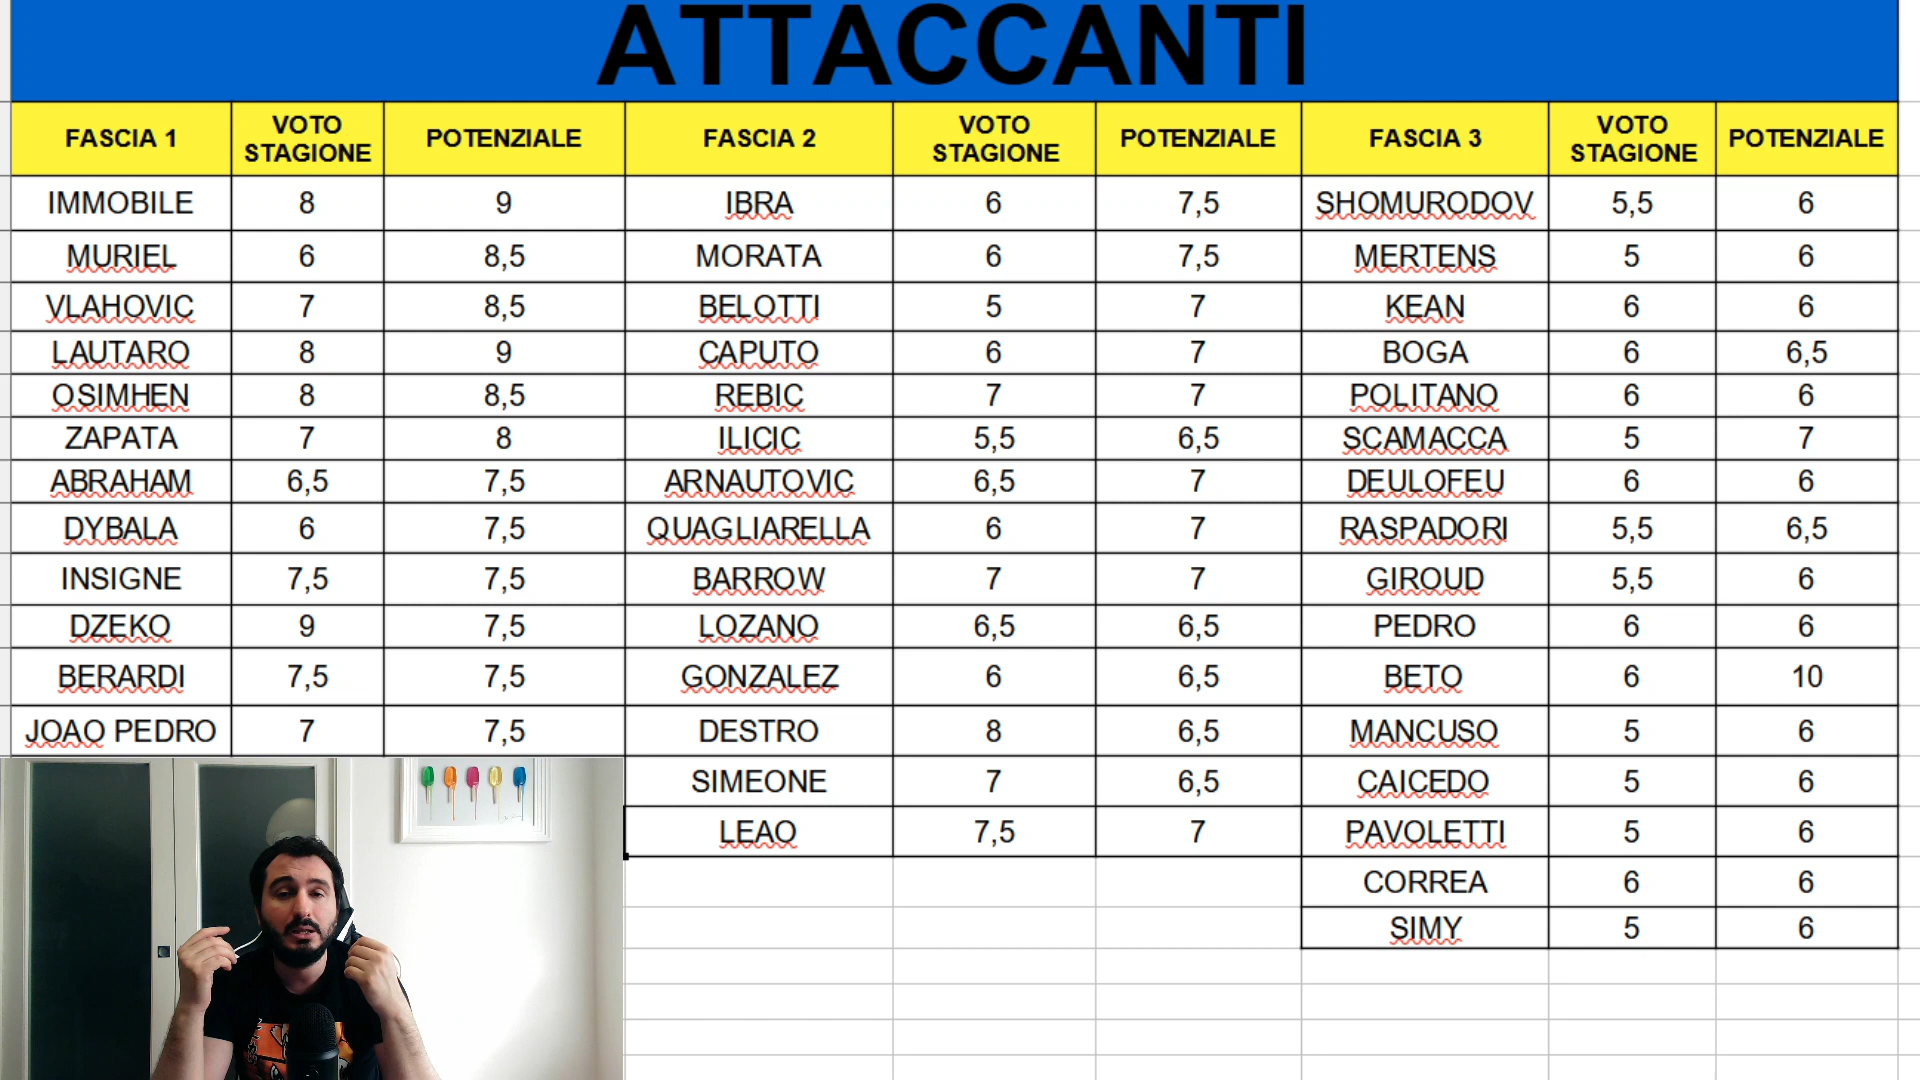 ATTACCANTI
FASCIA 1 VOTO STAGIONE POTENZIALE FASCIA 2 VOTO STAGIONE POTENZIALE FASCIA 3 VOTO STAGIONE POTENZIALE
IMMOBILE 8 9 IBRA 6 7,5 SHOMURODOV 5,5 6
MURIEL 6 8,5 MORATA 6 7,5 MERTENS 5 6
VLAHOVIC 7 8,5 BELOTTI 5 7 KEAN 6 6
LAUTARO 8 9 CAPUTO 6 7 BOGA 6 6,5
OSIMHEN 8 8,5 REBIC 7 7 POLITANO 6 6
ZAPATA 7 8 ILICIC 5,5 6,5 SCAMACCA 5 7
ABRAHAM 6,5 7,5 ARNAUTOVIC 6,5 7 DEULOFEU 6 6
DYBALA 6 7,5 QUAGLIARELLA 6 7 RASPADORI 5,5 6,5
INSIGNE 7,5 7,5 BARROW 7 7 GIROUD 5,5 6
DZEKO 9 7,5 LOZANO 6,5 6,5 PEDRO 6 6
BERARDI 7,5 7,5 GONZALEZ 6 6,5 BETO 6 10
JOAO PEDRO 7 7,5 DESTRO 8 6,5 MANCUSO 5 6
SIMEONE 7 6,5 CAICEDO 5 6
LEAO 7,5 7 PAVOLETTI 5 6
CORREA 6 6
SIMY 5 6